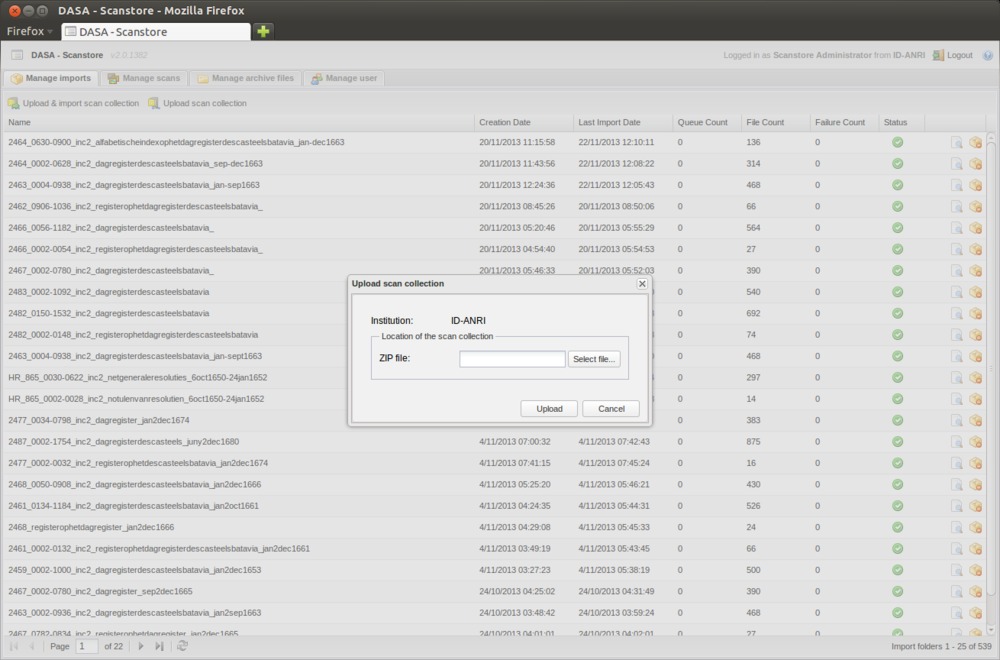 DASA - Scanstore - Mozilla Firefox
Firefox DASA - Scanstore
DASA - Scanstore v2.0.1382 Logged in as Scanstore Administrator from ID-ANRI Logout
Manage imports Manage scans Manage archive files Manage user
Upload & import scan collection Upload scan collection
Name Creation Date Last Import Date Queue Count File Count Failure Count Status
2464_0630-0900_inc2_alfabetischeindexophetdagregisterdescasteelsbatavia_jan-dec1663 20/11/2013 11:15:58 22/11/2013 12:10:11 0 136 0
2464_0002-0628_inc2_dagregisterdescasteelsbatavia_sep-dec1663 20/11/2013 11:43:56 22/11/2013 12:08:22 0 314 0
2463_0004-0938_inc2_dagregisterdescasteelsbatavia_jan-sep1663 20/11/2013 12:24:36 22/11/2013 12:05:43 0 468 0
2462_0906-1036_inc2_registerophetdagregisterdescasteelsbatavia_ 20/11/2013 08:45:26 20/11/2013 08:50:06 0 66 0
2466_0056-1182_inc2_dagregisterdescasteelsbatavia_ 20/11/2013 05:20:46 20/11/2013 05:55:29 0 564 0
2466_0002-0054_inc2_registerophetdagregisterdescasteelsbatavia_ 20/11/2013 04:54:40 20/11/2013 05:54:53 0 27 0
2467_0002-0780_inc2_dagregisterdescasteelsbatavia_ 20/11/2013 05:46:33 20/11/2013 05:52:03 0 390 0
2483_0002-1092_inc2_dagregisterdescasteelsbatavia 0 540 0
2482_0150-1532_inc2_dagregisterdescasteelsbatavia 0 692 0
2482_0002-0148_inc2_registerophetdagregisterdescasteelsbatavia 0 74 0
2463_0004-0938_inc2_dagregisterdescasteelsbatavia_jan-sept1663 0 468 0
HR_865_0030-0622_inc2_netgeneraleresoluties_6oct1650-24jan1652 0 297 0
HR_865_0002-0028_inc2_notulenvanresolutien_6oct1650-24jan1652 0 14 0
2477_0034-0798_inc2_dagregister_jan2dec1674 0 383 0
2487_0002-1754_inc2_dagregisterdescasteels_juny2dec1680 4/11/2013 07:00:32 4/11/2013 07:42:43 0 875 0
2477_0002-0032_inc2_registerophetdescasteelsbatavia_jan2dec1674 4/11/2013 07:41:15 4/11/2013 07:45:24 0 16 0
2468_0050-0908_inc2_dagregisterdescasteelsbatavia_jan2dec1666 4/11/2013 05:25:20 4/11/2013 05:46:21 0 430 0
2461_0134-1184_inc2_dagregisterdescasteelsbatavia_jan2oct1661 4/11/2013 04:24:35 4/11/2013 05:44:31 0 526 0
2468_registerophetdagregister_jan2dec1666 4/11/2013 04:29:08 4/11/2013 05:45:33 0 24 0
2461_0002-0132_inc2_registerophetdagregisterdescasteelsbatavia_jan2dec1661 4/11/2013 03:49:19 4/11/2013 05:43:45 0 66 0
2459_0002-1000_inc2_dagregisterdescasteelsbatavia_jan2dec1653 4/11/2013 03:27:23 4/11/2013 05:38:19 0 500 0
2467_0002-0780_inc2_dagregister_sep2dec1665 24/10/2013 04:25:02 24/10/2013 04:31:49 0 390 0
2463_0002-0936_inc2_dagregisterdescasteelsbatavia_jan2sep1663 24/10/2013 03:48:42 24/10/2013 03:59:24 0 468 0
2467_0782-0834_inc2_registerophetdagregister_jan2dec1665 24/10/2013 04:01:01 24/10/2013 04:02:01 0 27 0
Upload scan collection
Institution: ID-ANRI
Location of the scan collection
ZIP file: Select file...
Upload Cancel
Page 1 of 22 Import folders 1 - 25 of 539